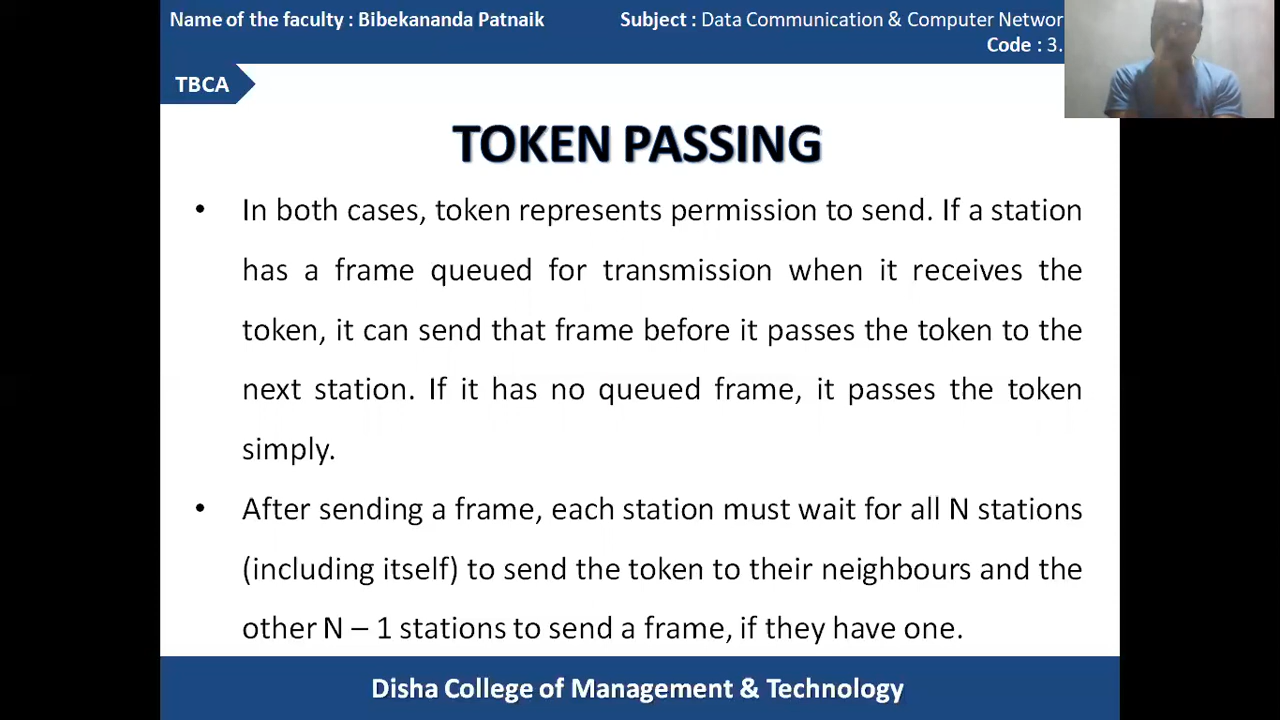 Name of the faculty : Bibekananda Patnaik
Subject : Data Communication & Computer Networ
Code : 3.
TBCA
TOKEN PASSING
• In both cases, token represents permission to send. If a station
has a frame queued for transmission when it receives the
token, it can send that frame before it passes the token to the
next station. If it has no queued frame, it passes the token
simply.
• After sending a frame, each station must wait for all N stations
(including itself) to send the token to their neighbours and the
other N – 1 stations to send a frame, if they have one.
Disha College of Management & Technology